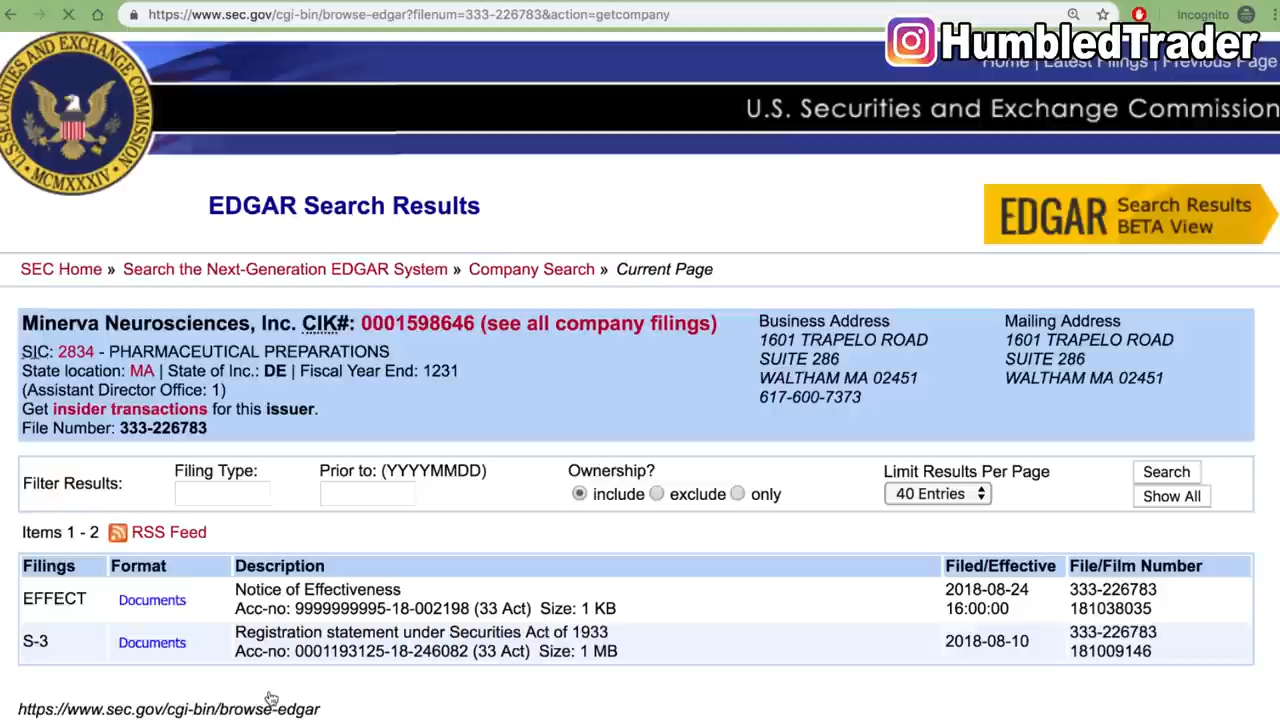 https://www.sec.gov/cgi-bin/browse-edgar?filenum=333-226783&action=getcompany
Incognito
HumbledTrader
Home | Latest Filings | Previous Page
U.S. SECURITIES AND EXCHANGE COMMISSION
MCMXXXIV
U.S. Securities and Exchange Commission
EDGAR Search Results
EDGAR Search Results
BETA View
SEC Home » Search the Next-Generation EDGAR System » Company Search » Current Page
Minerva Neurosciences, Inc. CIK#: 0001598646 (see all company filings)
SIC: 2834 - PHARMACEUTICAL PREPARATIONS
State location: MA | State of Inc.: DE | Fiscal Year End: 1231
(Assistant Director Office: 1)
Get insider transactions for this issuer.
File Number: 333-226783
Business Address
1601 TRAPELO ROAD
SUITE 286
WALTHAM MA 02451
617-600-7373
Mailing Address
1601 TRAPELO ROAD
SUITE 286
WALTHAM MA 02451
Filter Results:
Filing Type:
Prior to: (YYYYMMDD)
Ownership?
include exclude only
Limit Results Per Page
40 Entries
Search
Show All
Items 1 - 2 RSS Feed
Filings Format Description Filed/Effective File/Film Number
EFFECT Documents Notice of Effectiveness
Acc-no: 9999999995-18-002198 (33 Act) Size: 1 KB
2018-08-24
16:00:00
333-226783
181038035
S-3 Documents Registration statement under Securities Act of 1933
Acc-no: 0001193125-18-246082 (33 Act) Size: 1 MB
2018-08-10
333-226783
181009146
https://www.sec.gov/cgi-bin/browse-edgar